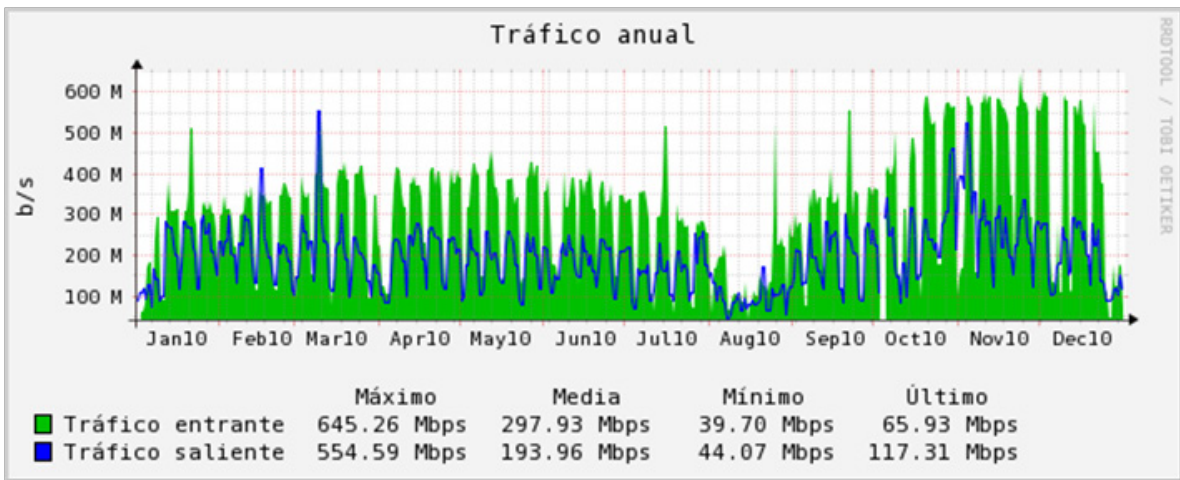 Tráfico anual
RRDTOOL / TOBI OETIKER
b/s
600 M
500 M
400 M
300 M
200 M
100 M
Jan10 Feb10 Mar10 Apr10 May10 Jun10 Jul10 Aug10 Sep10 Oct10 Nov10 Dec10
Máximo Media Mínimo Último
Tráfico entrante 645.26 Mbps 297.93 Mbps 39.70 Mbps 65.93 Mbps
Tráfico saliente 554.59 Mbps 193.96 Mbps 44.07 Mbps 117.31 Mbps